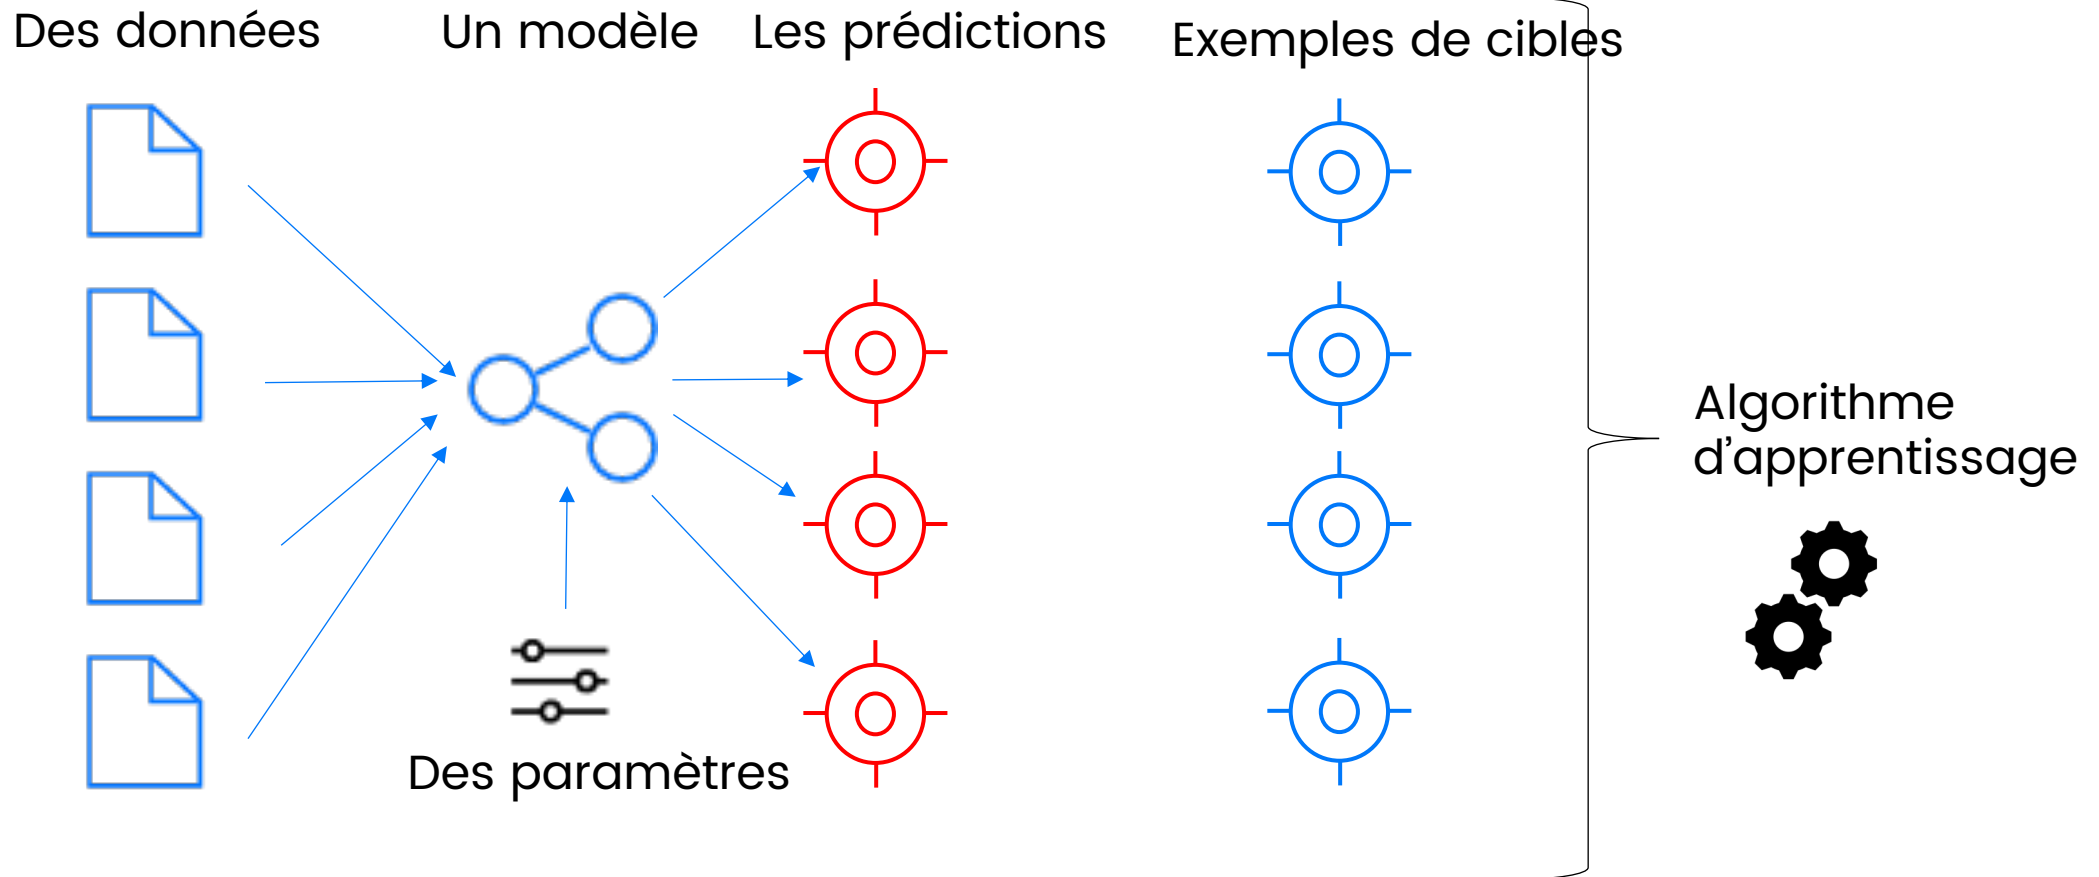 Des données
Un modèle
Les prédictions
Exemples de cibles
Algorithme
d’apprentissage
Des paramètres